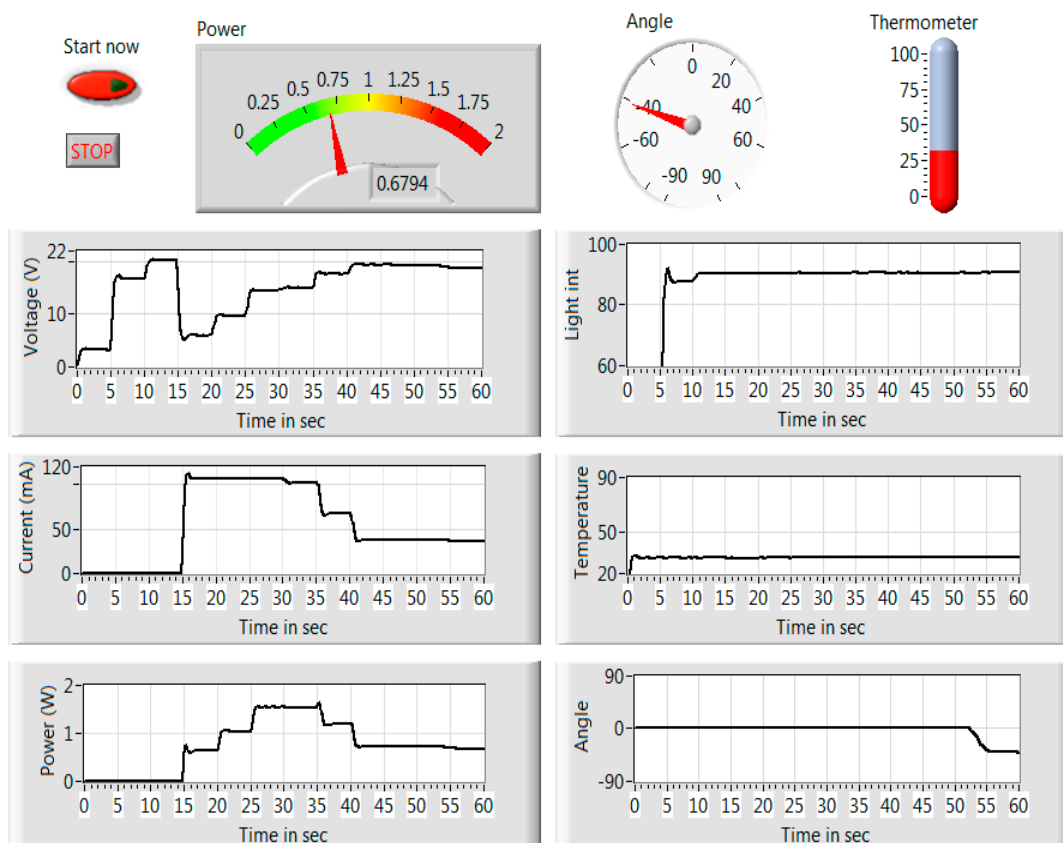 Start now
STOP
Power
0 0.25 0.5 0.75 1 1.25 1.5 1.75 2
0.6794
Angle
0 20 40 60 90 -90 -60 -40
Thermometer
100
75
50
25
0
Voltage (V)
22
10
0
0 5 10 15 20 25 30 35 40 45 50 55 60
Time in sec
Light int
100
80
60
0 5 10 15 20 25 30 35 40 45 50 55 60
Time in sec
Current (mA)
120
50
0
0 5 10 15 20 25 30 35 40 45 50 55 60
Time in sec
Temperature
90
50
20
0 5 10 15 20 25 30 35 40 45 50 55 60
Time in sec
Power (W)
2
1
0
0 5 10 15 20 25 30 35 40 45 50 55 60
Time in sec
Angle
90
0
-90
0 5 10 15 20 25 30 35 40 45 50 55 60
Time in sec